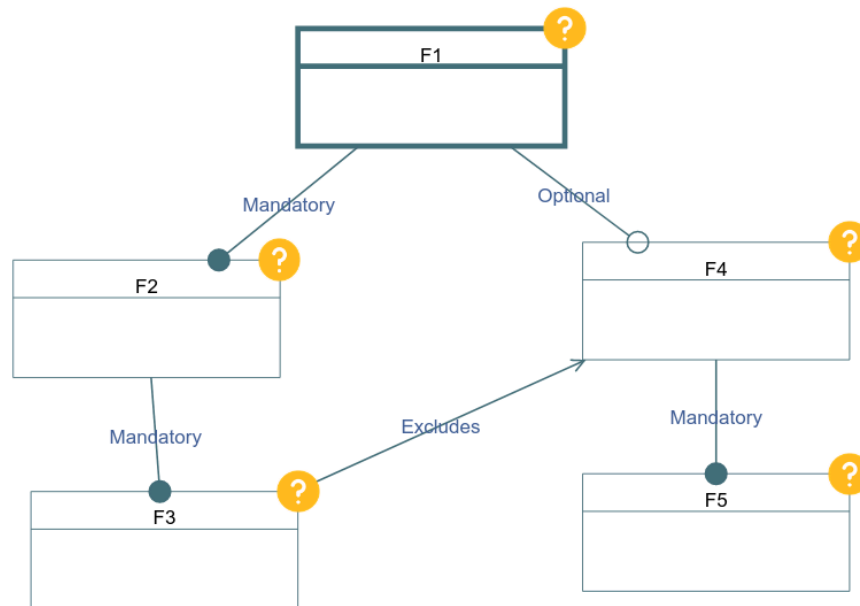 ?
F1
Mandatory
Optional
?
?
F2
F4
Mandatory
Excludes
Mandatory
?
?
F3
F5